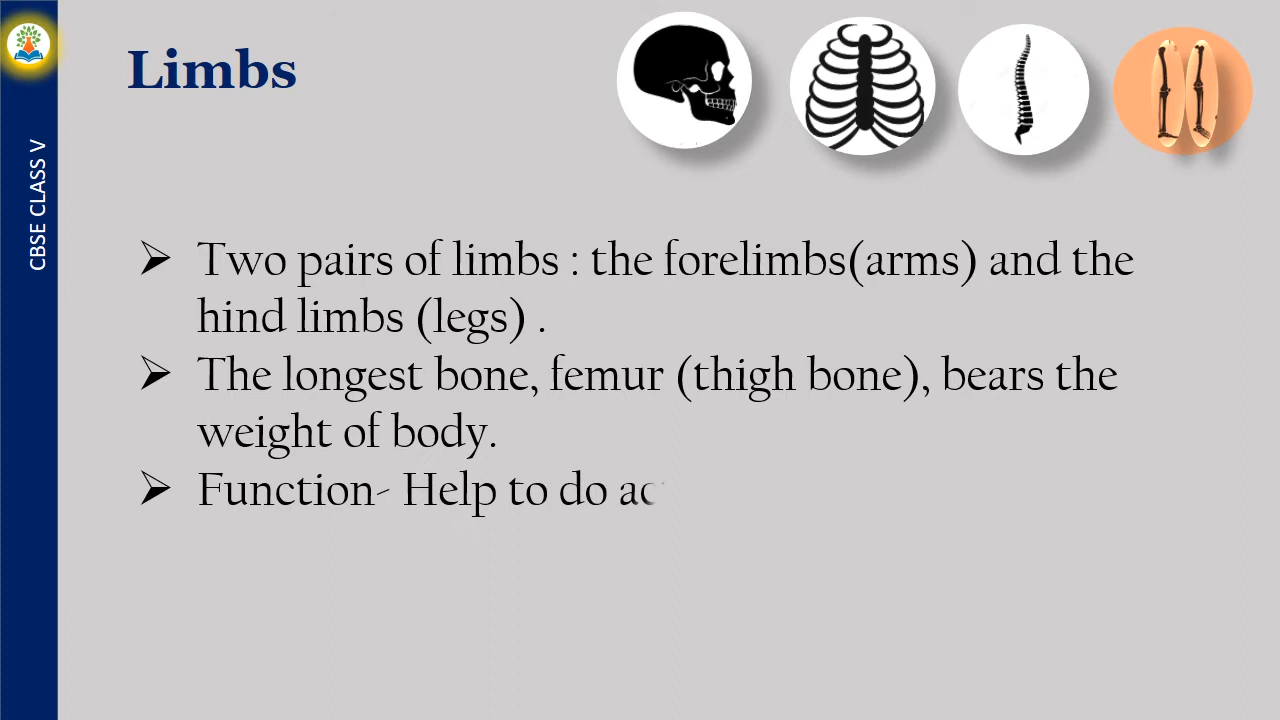 Limbs
CBSE CLASS V
➢ Two pairs of limbs : the forelimbs(arms) and the
hind limbs (legs) .
➢ The longest bone, femur (thigh bone), bears the
weight of body.
➢ Function- Help to do